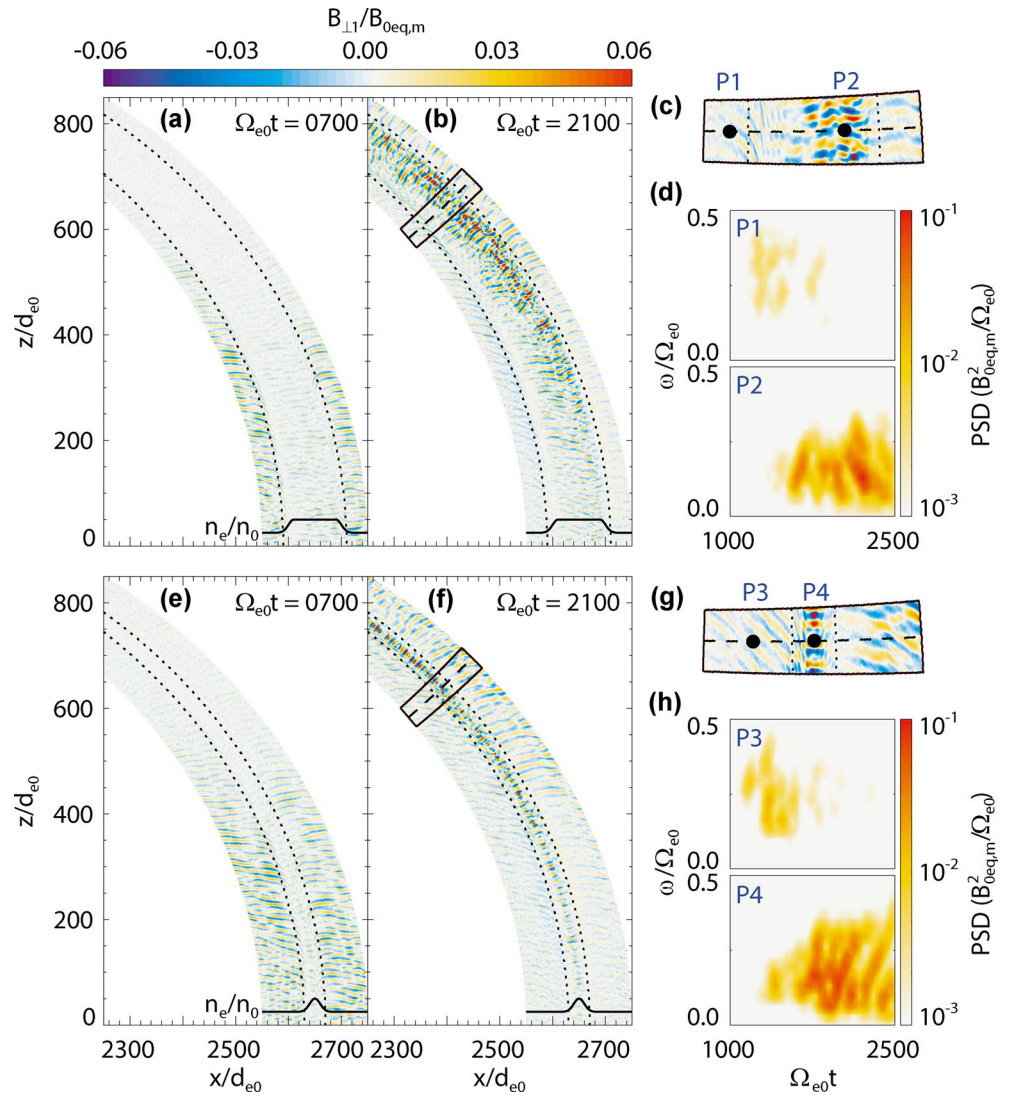 B⊥1/B0eq,m
-0.06 -0.03 0.00 0.03 0.06
(a) Ωe0t = 0700
(b) Ωe0t = 2100
z/de0
800
600
400
200
0
ne/n0
(c)
P1 P2
(d)
P1
0.5
0.0
ω/Ωe0
P2
0.5
0.0
1000 2500
10⁻¹
10⁻²
10⁻³
PSD (B²0eq,m/Ωe0)
(e) Ωe0t = 0700
(f) Ωe0t = 2100
z/de0
800
600
400
200
0
ne/n0
2300 2500 2700 2300 2500 2700
x/de0 x/de0
(g)
P3 P4
(h)
P3
0.5
0.0
ω/Ωe0
P4
0.5
0.0
1000 2500
Ωe0t
10⁻¹
10⁻²
10⁻³
PSD (B²0eq,m/Ωe0)